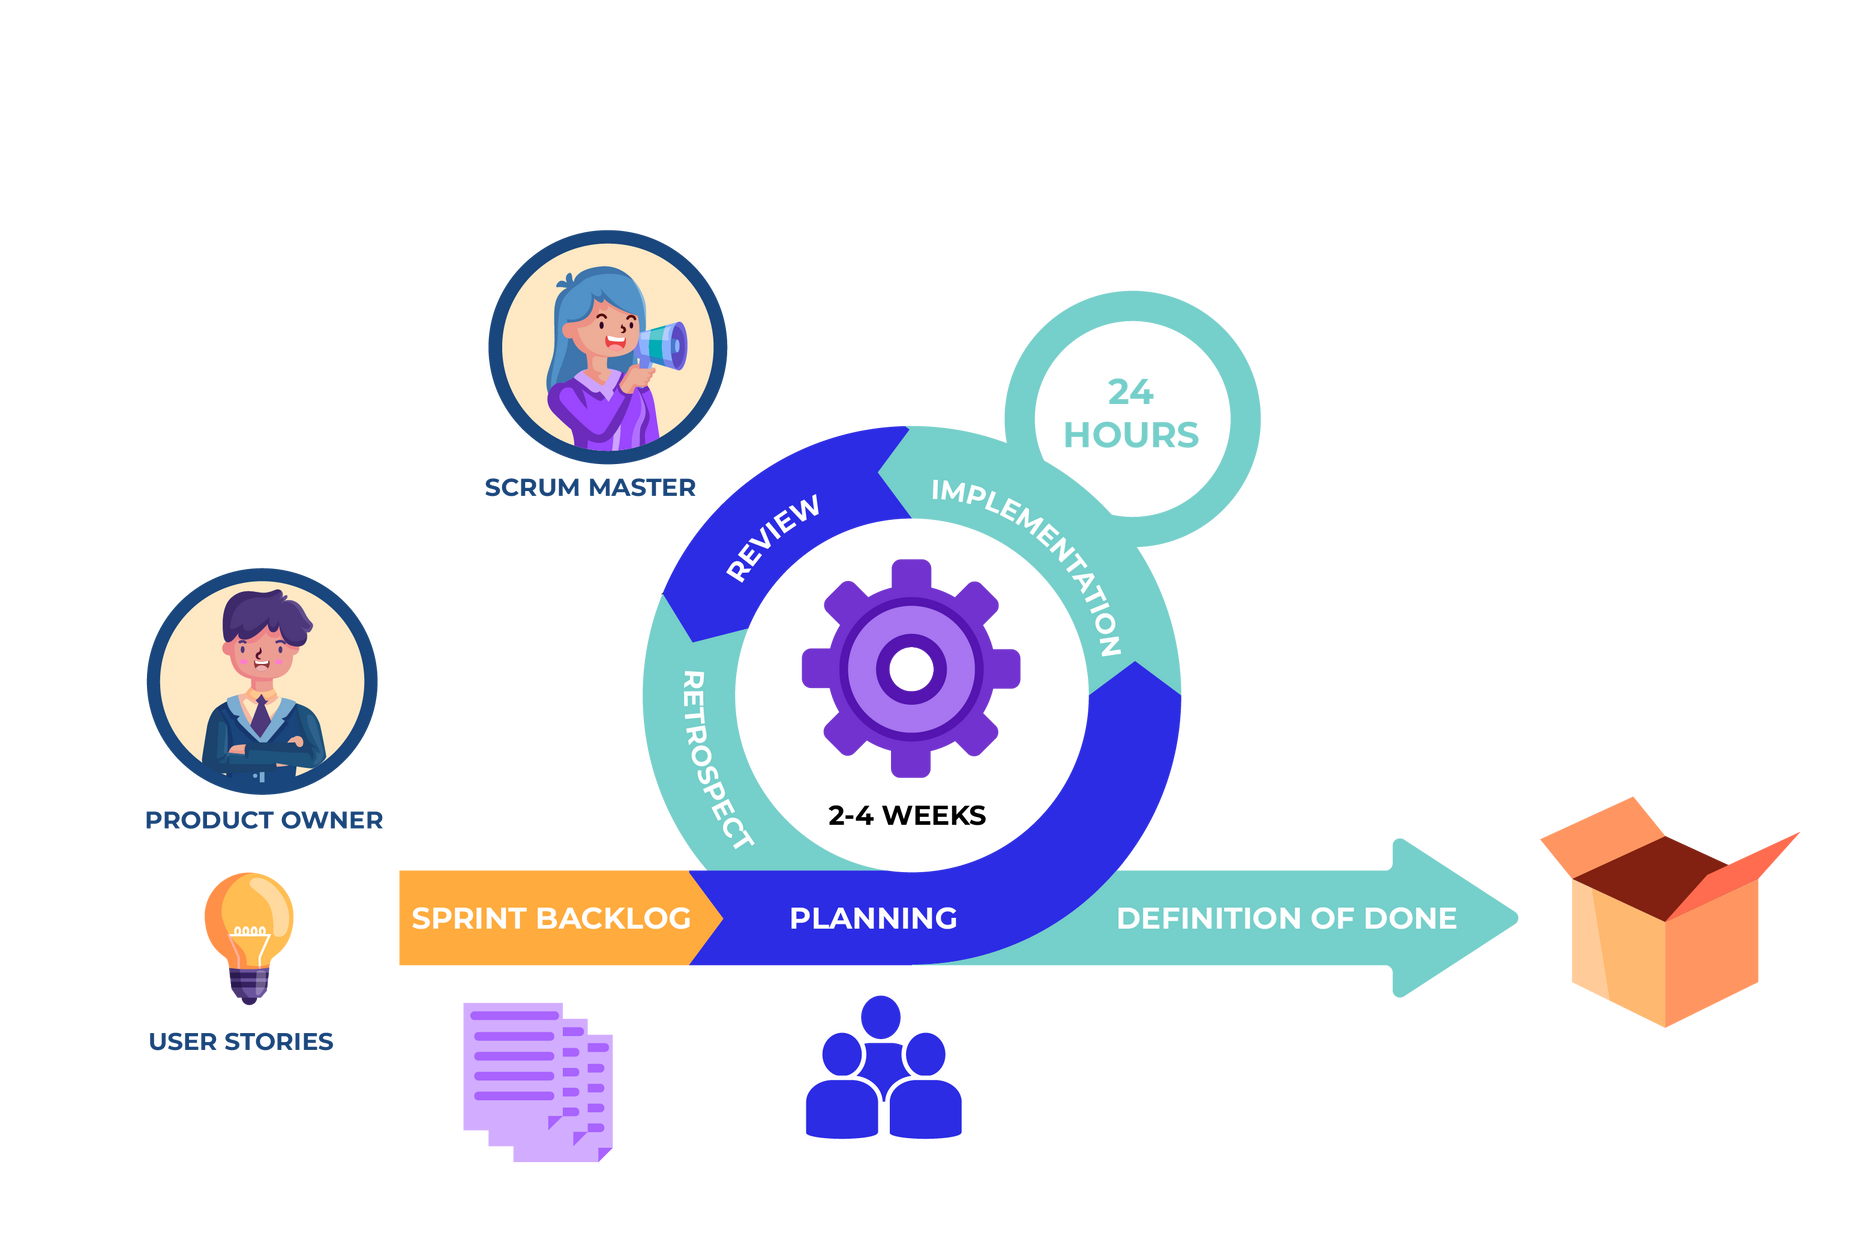 SCRUM MASTER
24
HOURS
REVIEW
IMPLEMENTATION
RETROSPECT
2-4 WEEKS
PRODUCT OWNER
SPRINT BACKLOG
PLANNING
DEFINITION OF DONE
USER STORIES